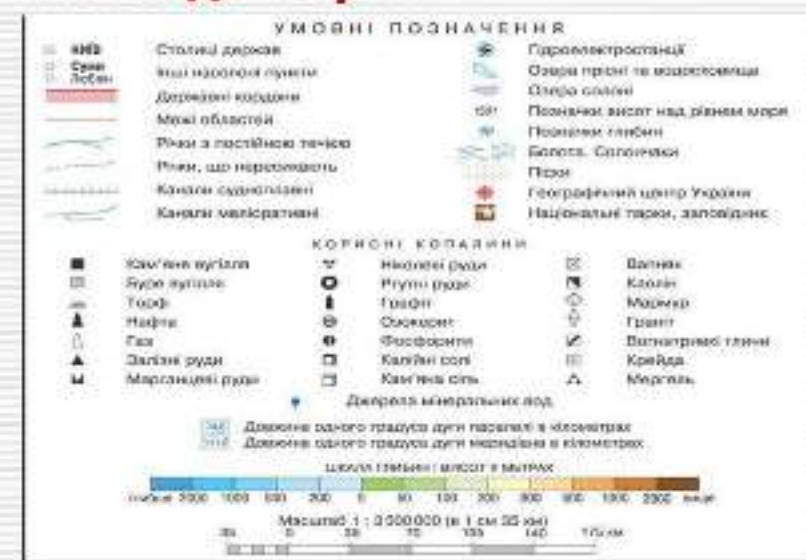 УМОВНІ ПОЗНАЧЕННЯ
КИЇВ Столиці держав
Суми
Любеч Інші населені пункти
Державні кордони
Межі областей
Річки з постійною течією
Річки, що пересихають
Канали судноплавні
Канали меліоративні
Гідроелектростанції
Озера прісні та водосховища
Озера солоні
Позначки висот над рівнем моря
Позначки глибин
Болота. Солончаки
Піски
Географічний центр України
Національні парки, заповідник
КОРИСНІ КОПАЛИНИ
Кам'яне вугілля
Буре вугілля
Торф
Нафта
Газ
Залізні руди
Марганцеві руди
Нікелеві руди
Ртутні руди
Графіт
Озокерит
Фосфорити
Калійні солі
Кам'яна сіль
Вапняк
Каолін
Мармур
Граніт
Вогнетривкі глини
Крейда
Мергель
Джерела мінеральних вод
Довжина одного градуса дуги паралелі в кілометрах
Довжина одного градуса дуги меридіана в кілометрах
ШКАЛА ГЛИБИН І ВИСОТ У МЕТРАХ
глибше 2000 1000 500 200 0 50 100 200 300 500 1000 2000 вище
Масштаб 1 : 3 500 000 (в 1 см 35 км)
35 0 35 70 105 140 175 км